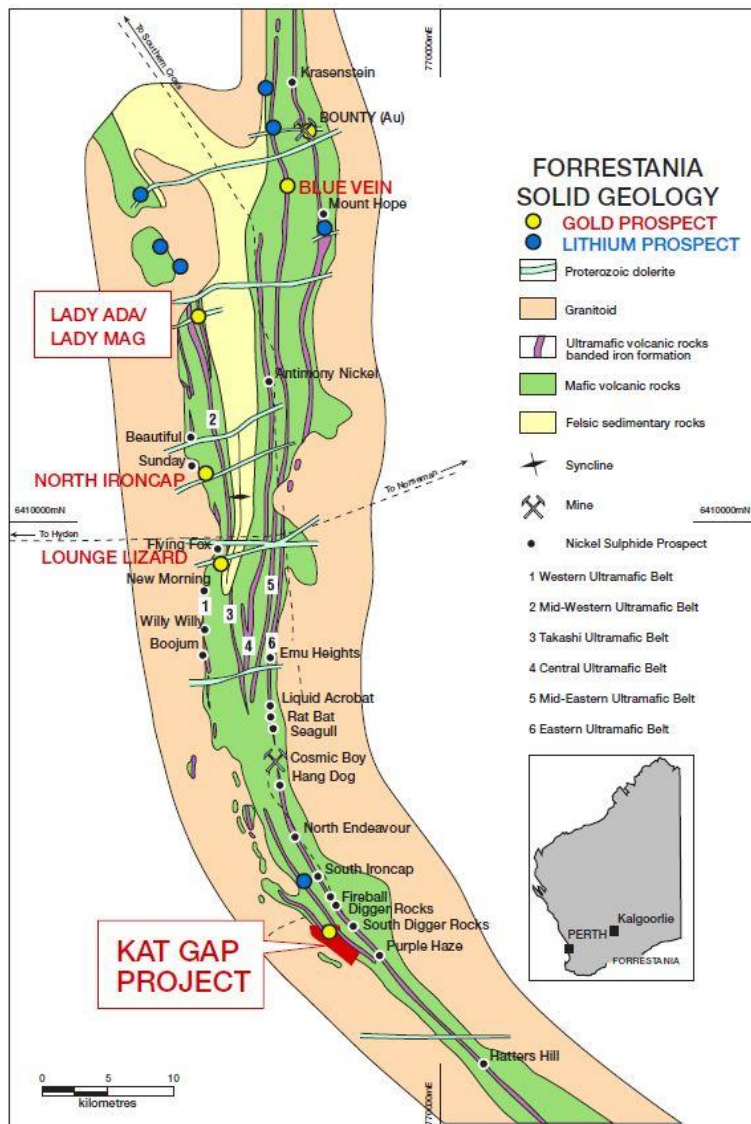 To Southern Cross
770000mE
Krasenstein
BOUNTY (Au)
BLUE VEIN
Mount Hope
LADY ADA/
LADY MAG
Antimony Nickel
2
Beautiful
Sunday
NORTH IRONCAP
To Norseman
6410000mN
6410000mN
To Hyden
Flying Fox
LOUNGE LIZARD
New Morning
1
3
5
Willy Willy
4
6
Boojum
Emu Heights
Liquid Acrobat
Rat Bat
Seagull
Cosmic Boy
Hang Dog
North Endeavour
South Ironcap
Fireball
Digger Rocks
South Digger Rocks
KAT GAP
PROJECT
Purple Haze
Hatters Hill
770000mE
0 5 10
kilometres
FORRESTANIA
SOLID GEOLOGY
GOLD PROSPECT
LITHIUM PROSPECT
Proterozoic dolerite
Granitoid
Ultramafic volcanic rocks
banded iron formation
Mafic volcanic rocks
Felsic sedimentary rocks
Syncline
Mine
Nickel Sulphide Prospect
1 Western Ultramafic Belt
2 Mid-Western Ultramafic Belt
3 Takashi Ultramafic Belt
4 Central Ultramafic Belt
5 Mid-Eastern Ultramafic Belt
6 Eastern Ultramafic Belt
Kalgoorlie
PERTH
FORRESTANIA